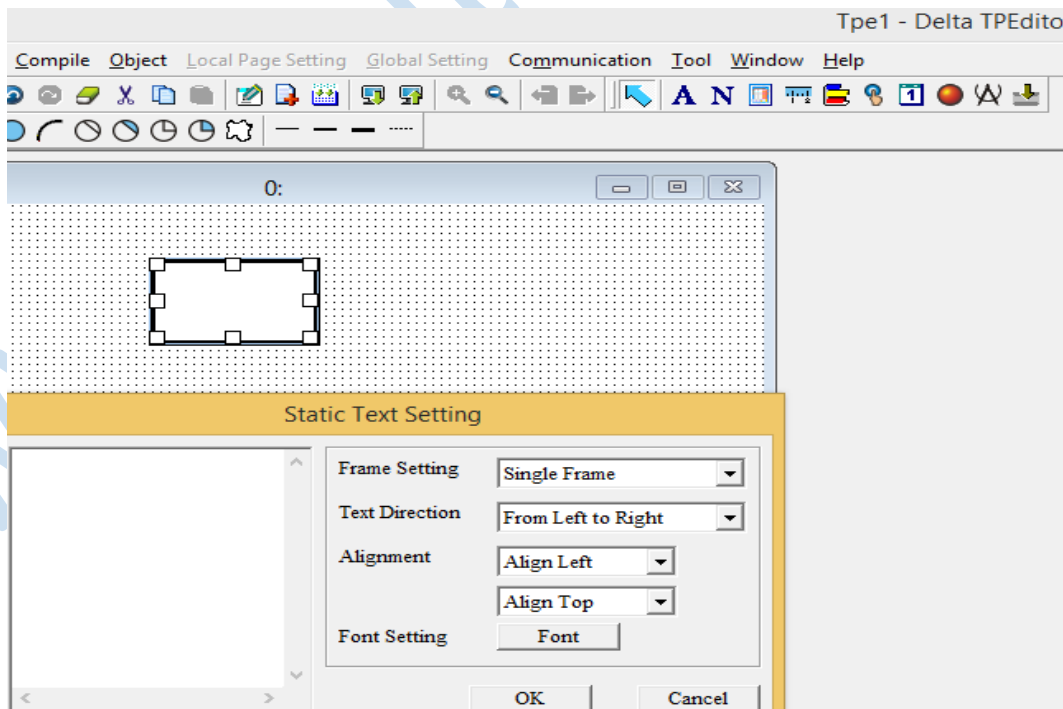 Tpe1 - Delta TPEdito
Compile Object Local Page Setting Global Setting Communication Tool Window Help
A N 1
0:
Static Text Setting
Frame Setting Single Frame
Text Direction From Left to Right
Alignment Align Left
Align Top
Font Setting Font
OK Cancel